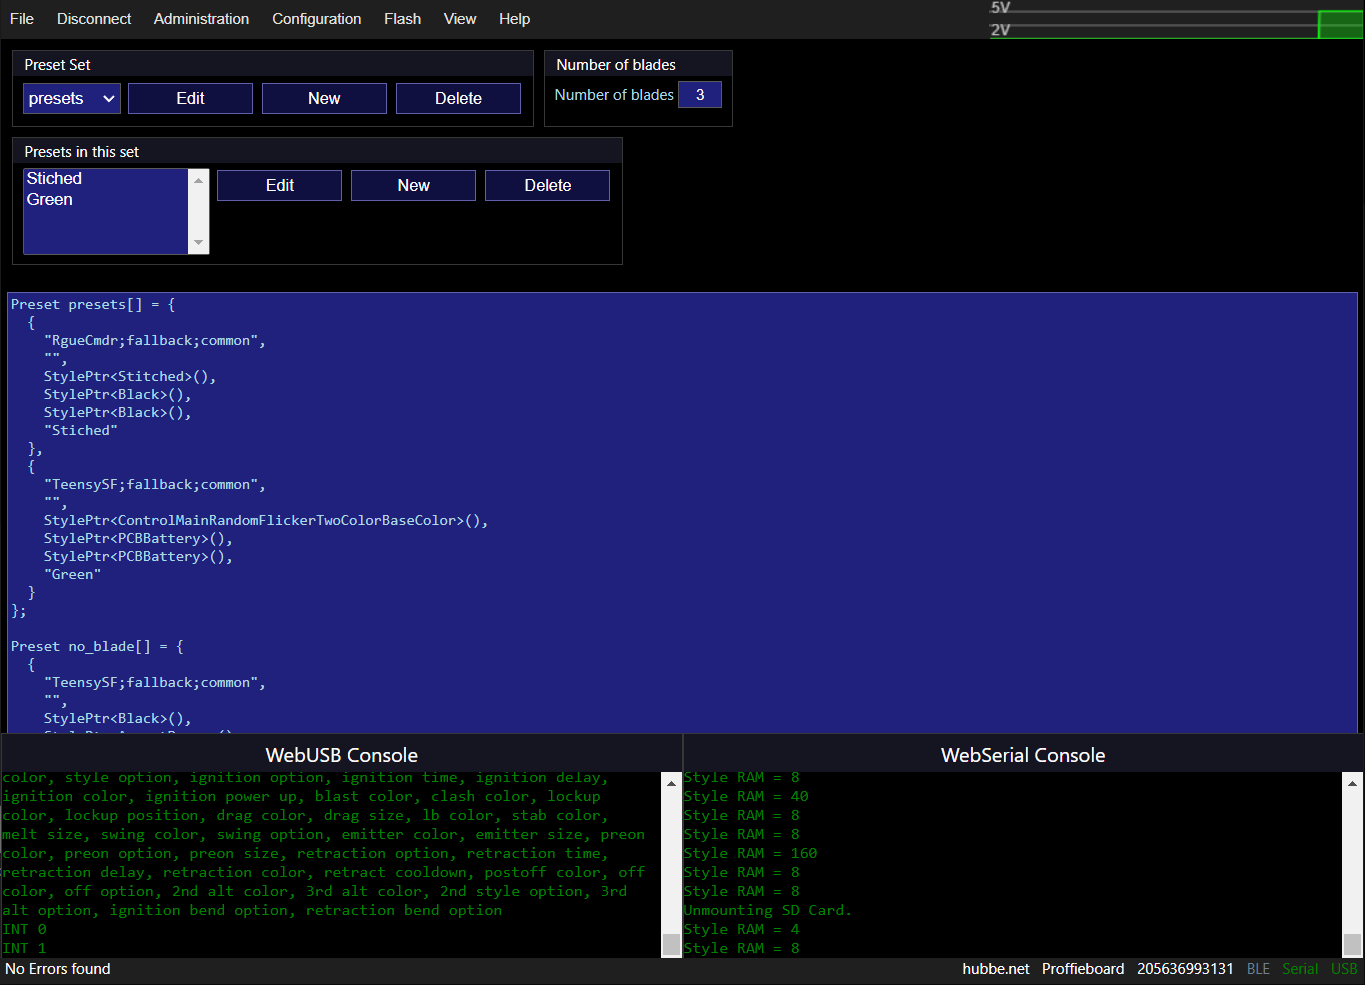 File Disconnect Administration Configuration Flash View Help
5V
2V
Preset Set
Number of blades
presets Edit New Delete
Number of blades 3
Presets in this set
Stiched
Green
Edit New Delete
Preset presets[] = {
{
"RgueCmdr;fallback;common",
"",
StylePtr<Stitched>(),
StylePtr<Black>(),
StylePtr<Black>(),
"Stiched"
},
{
"TeensySF;fallback;common",
"",
StylePtr<ControlMainRandomFlickerTwoColorBaseColor>(),
StylePtr<PCBBattery>(),
StylePtr<PCBBattery>(),
"Green"
}
};
Preset no_blade[] = {
{
"TeensySF;fallback;common",
"",
StylePtr<Black>(),
WebUSB Console
color, style option, ignition option, ignition time, ignition delay,
ignition color, ignition power up, blast color, clash color, lockup
color, lockup position, drag color, drag size, lb color, stab color,
melt size, swing color, swing option, emitter color, emitter size, preon
color, preon option, preon size, retraction option, retraction time,
retraction delay, retraction color, retract cooldown, postoff color, off
color, off option, 2nd alt color, 3rd alt color, 2nd style option, 3rd
alt option, ignition bend option, retraction bend option
INT 0
INT 1
WebSerial Console
Style RAM = 8
Style RAM = 40
Style RAM = 8
Style RAM = 8
Style RAM = 160
Style RAM = 8
Style RAM = 8
Unmounting SD Card.
Style RAM = 4
Style RAM = 8
No Errors found
hubbe.net Proffieboard 205636993131 BLE Serial USB